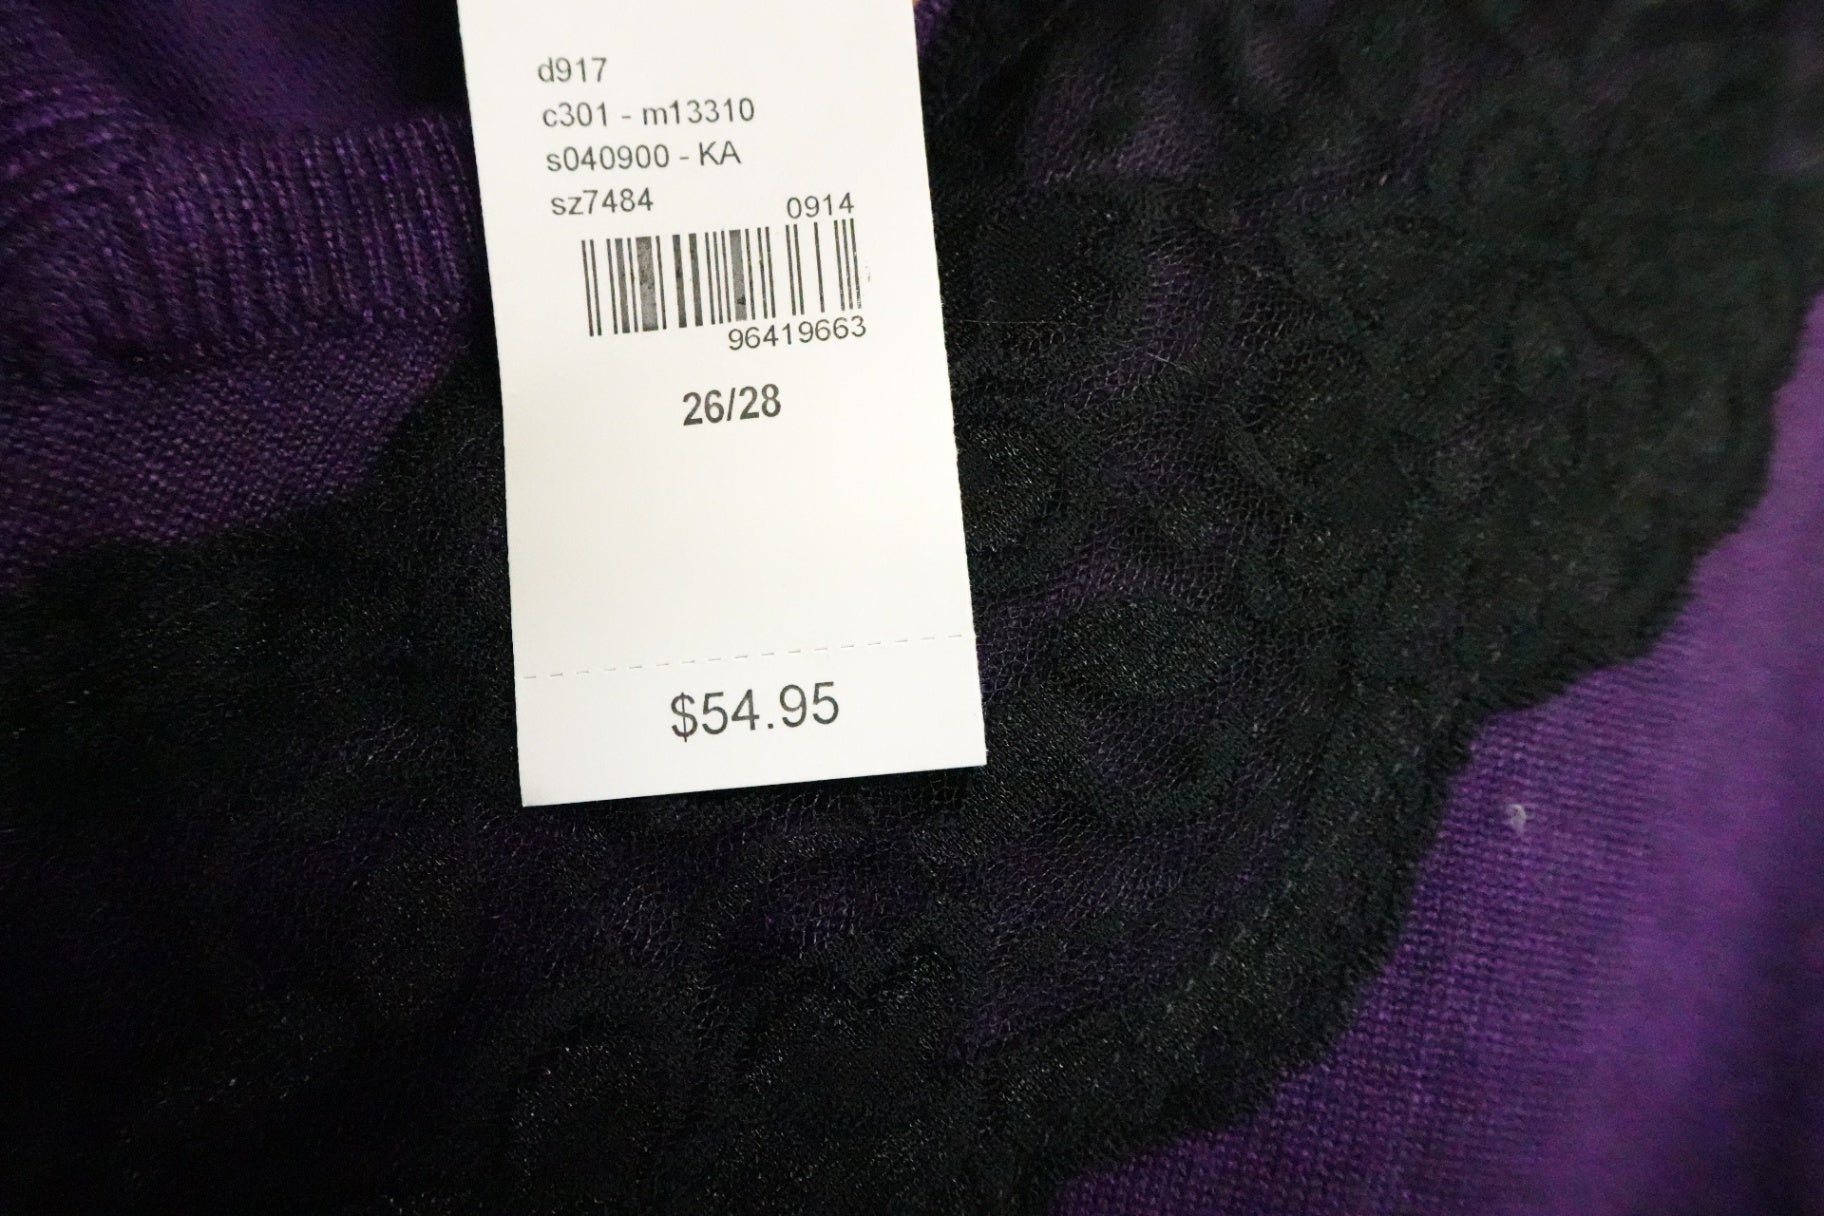 d917
c301 - m13310
s040900 - KA
sz7484
0914
96419663
26/28
$54.95